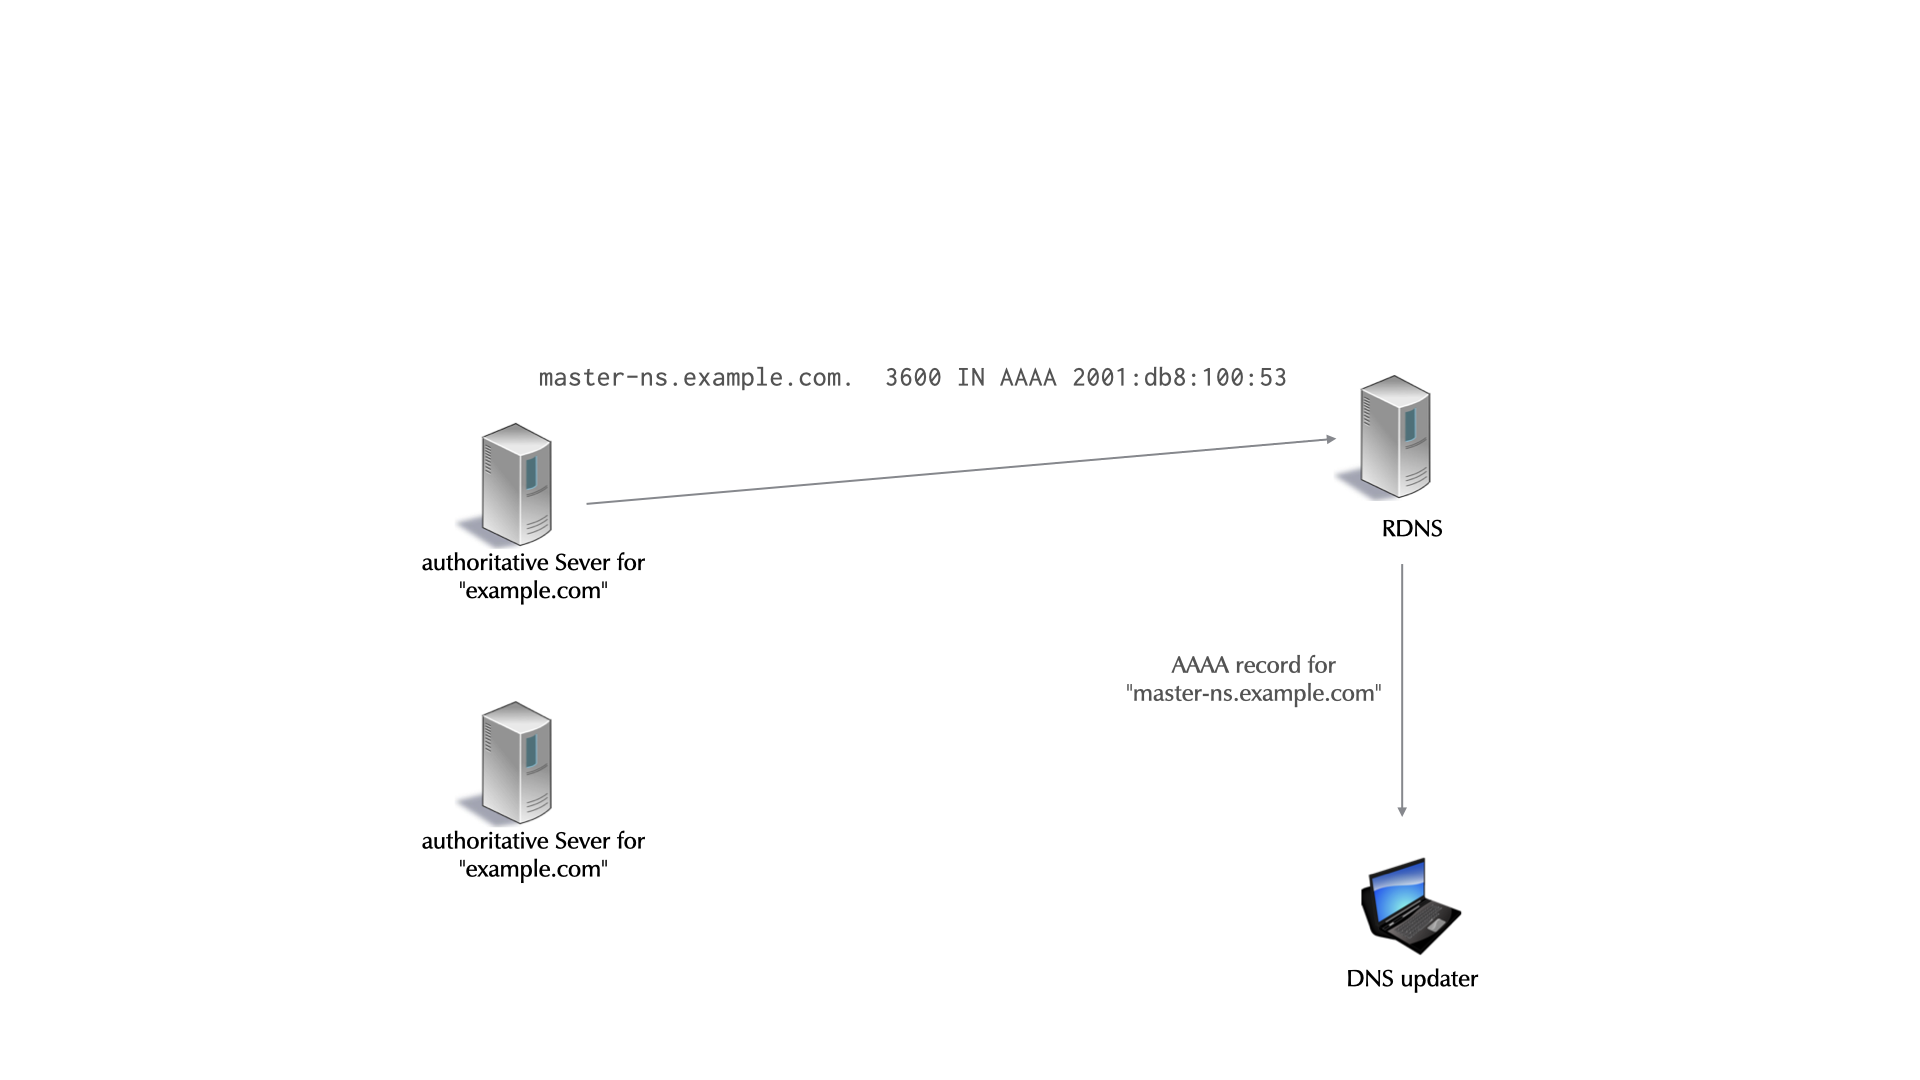 master-ns.example.com.  3600 IN AAAA 2001:db8:100:53
RDNS
authoritative Sever for
"example.com"
AAAA record for
"master-ns.example.com"
authoritative Sever for
"example.com"
DNS updater